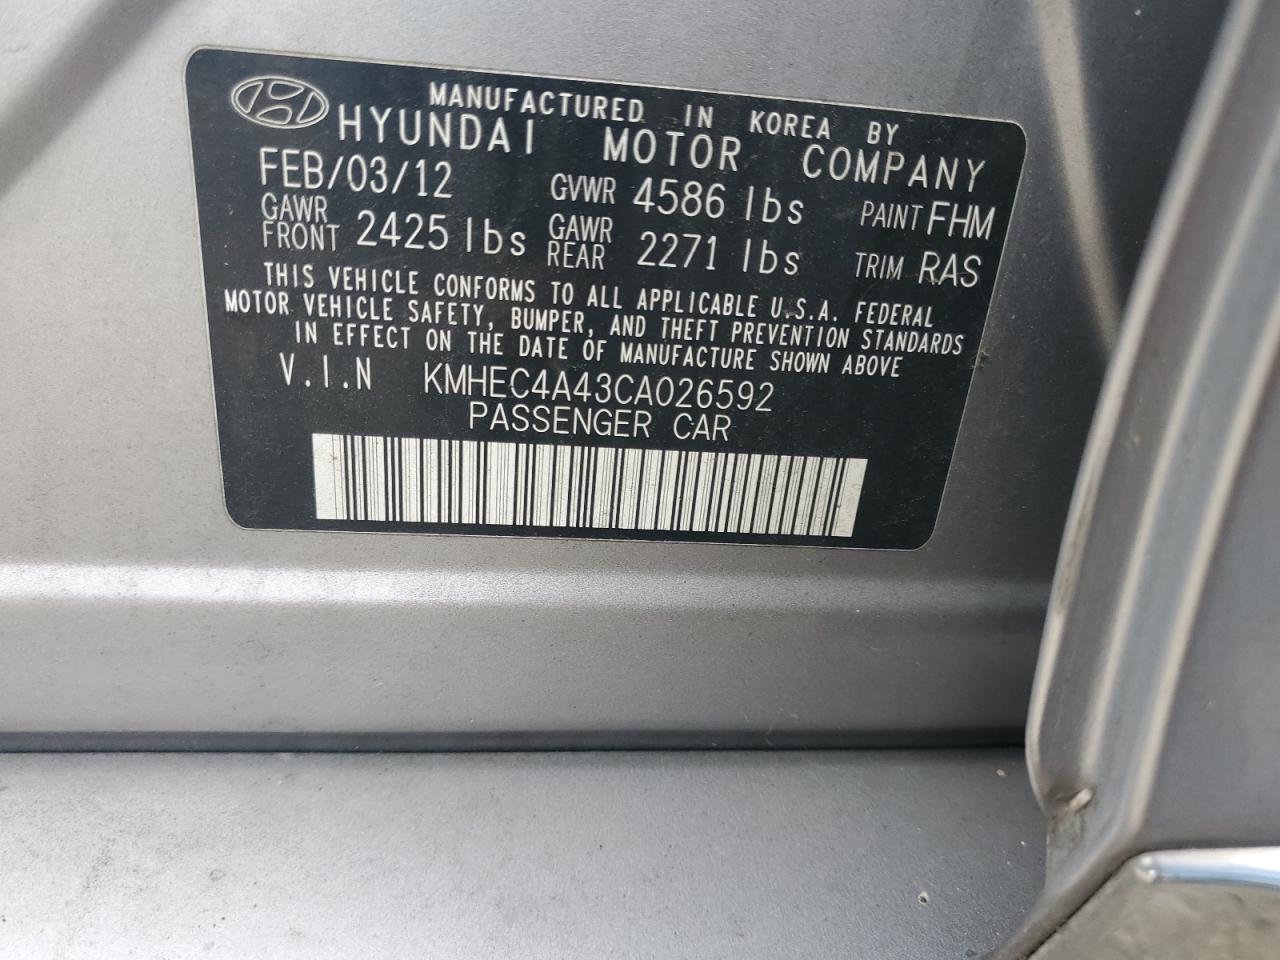 MANUFACTURED IN KOREA BY
HYUNDAI MOTOR COMPANY
FEB/03/12 GVWR 4586 lbs PAINT FHM
GAWR FRONT 2425 lbs GAWR REAR 2271 lbs TRIM RAS
THIS VEHICLE CONFORMS TO ALL APPLICABLE U.S.A. FEDERAL
MOTOR VEHICLE SAFETY, BUMPER, AND THEFT PREVENTION STANDARDS
IN EFFECT ON THE DATE OF MANUFACTURE SHOWN ABOVE
V.I.N KMHEC4A43CA026592
PASSENGER CAR